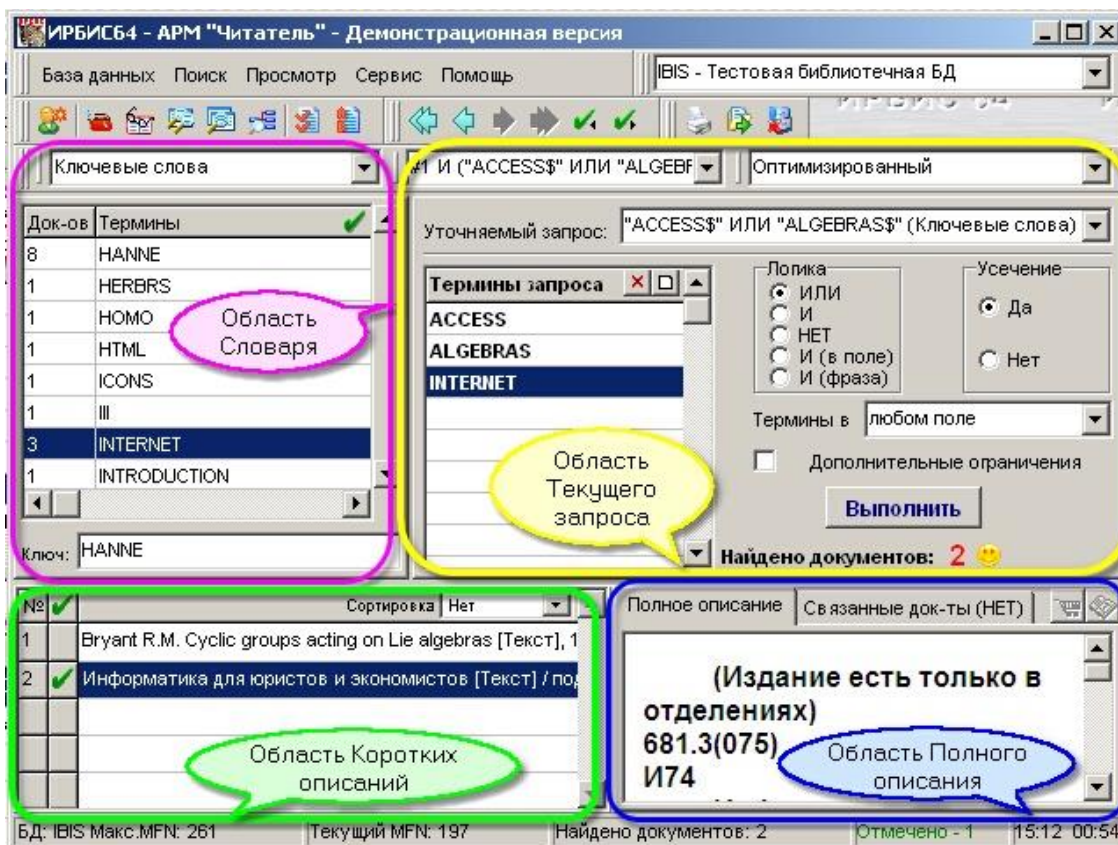 ИРБИС64 - АРМ "Читатель" - Демонстрационная версия
База данных Поиск Просмотр Сервис Помощь
IBIS - Тестовая библиотечная БД
ИРБИС 64
Ключевые слова
#1 И ("ACCESS$" ИЛИ "ALGEBF
Оптимизированный
Док-ов Термины
8 HANNE
1 HERBRS
1 HOMO
1 HTML
1 ICONS
1 III
3 INTERNET
1 INTRODUCTION
Ключ: HANNE
Область
Словаря
Уточняемый запрос: "ACCESS$" ИЛИ "ALGEBRAS$" (Ключевые слова)
Термины запроса
ACCESS
ALGEBRAS
INTERNET
Логика
ИЛИ
И
НЕТ
И (в поле)
И (фраза)
Усечение
Да
Нет
Термины в любом поле
Дополнительные ограничения
Выполнить
Найдено документов: 2
Область
Текущего
запроса
№ Сортировка Нет
1 Bryant R.M. Cyclic groups acting on Lie algebras [Текст], 1
2 Информатика для юристов и экономистов [Текст] / под
Область Коротких
описаний
Полное описание Связанные док-ты (НЕТ)
(Издание есть только в
отделениях)
681.3(075)
И74
Область Полного
описания
БД: IBIS Макс.MFN: 261 Текущий MFN: 197 Найдено документов: 2 Отмечено - 1 15:12 00:54